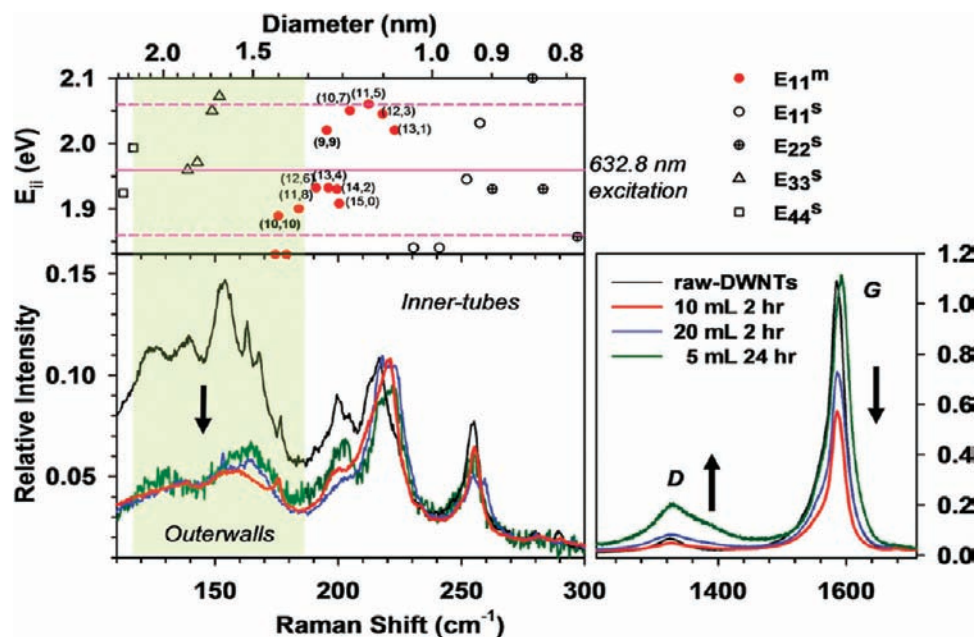 Diameter (nm)
2.0 1.5 1.0 0.9 0.8
2.1
2.0
1.9
E_ii (eV)
(10,7)
(11,5)
(12,3)
(13,1)
(9,9)
(12,6)
(13,4)
(14,2)
(11,8)
(15,0)
(10,10)
632.8 nm
excitation
E₁₁ᵐ
E₁₁ˢ
E₂₂ˢ
E₃₃ˢ
E₄₄ˢ
0.15
0.10
0.05
Relative Intensity
Inner-tubes
Outerwalls
150 200 250 300
Raman Shift (cm⁻¹)
raw-DWNTs
10 mL 2 hr
20 mL 2 hr
5 mL 24 hr
G
D
1.2
1.0
0.8
0.6
0.4
0.2
0.0
1400 1600